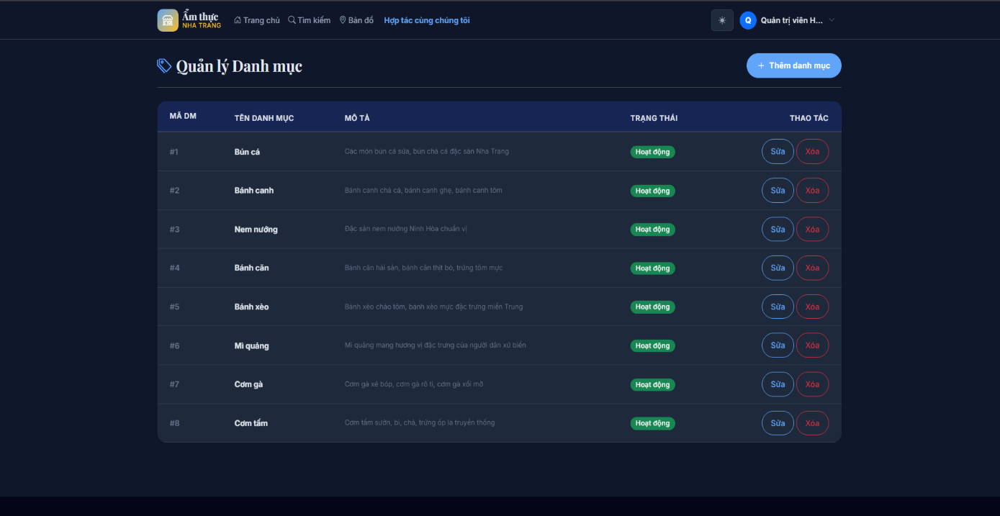 Ẩm thực
NHA TRANG
Trang chủ Tìm kiếm Bản đồ Hợp tác cùng chúng tôi
Q Quản trị viên H...
Quản lý Danh mục
+ Thêm danh mục
MÃ DM TÊN DANH MỤC MÔ TẢ TRẠNG THÁI THAO TÁC
#1 Bún cá Các món bún cá sứa, bún chả cá đặc sản Nha Trang Hoạt động Sửa Xóa
#2 Bánh canh Bánh canh chả cá, bánh canh ghẹ, bánh canh tôm Hoạt động Sửa Xóa
#3 Nem nướng Đặc sản nem nướng Ninh Hòa chuẩn vị Hoạt động Sửa Xóa
#4 Bánh căn Bánh căn hải sản, bánh căn thịt bò, trứng tôm mực Hoạt động Sửa Xóa
#5 Bánh xèo Bánh xèo chảo tôm, bánh xèo mực đặc trưng miền Trung Hoạt động Sửa Xóa
#6 Mì quảng Mì quảng mang hương vị đặc trưng của người dân xứ biển Hoạt động Sửa Xóa
#7 Cơm gà Cơm gà xé bóp, cơm gà rô ti, cơm gà xối mỡ Hoạt động Sửa Xóa
#8 Cơm tấm Cơm tấm sườn, bì, chả, trứng ốp la truyền thống Hoạt động Sửa Xóa